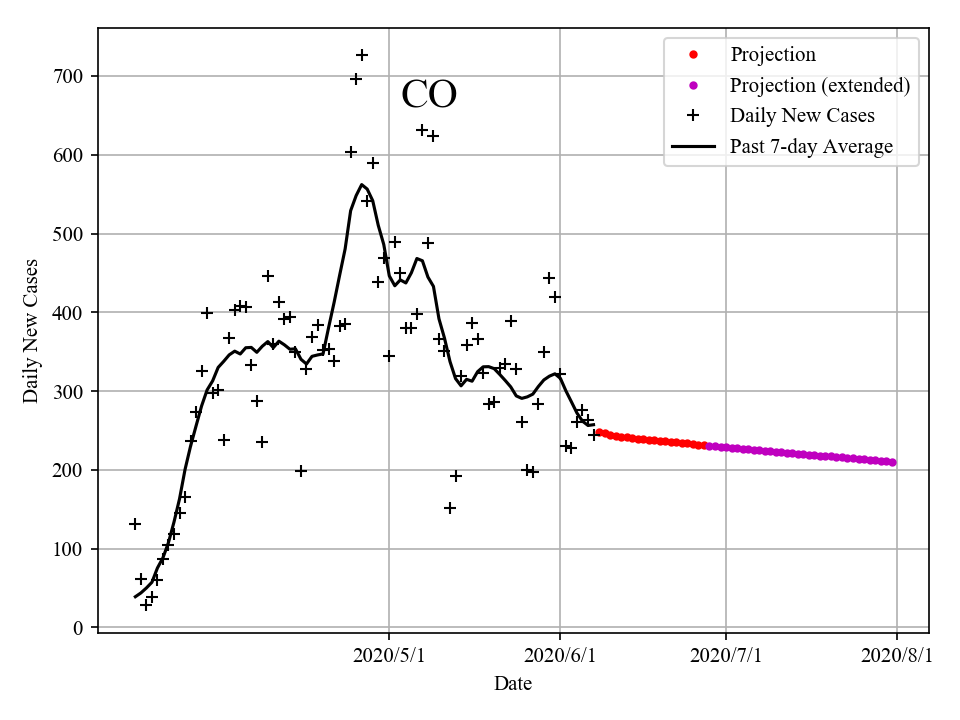 CO
Projection
Projection (extended)
Daily New Cases
Past 7-day Average
Daily New Cases
700
600
500
400
300
200
100
0
2020/5/1
2020/6/1
2020/7/1
2020/8/1
Date